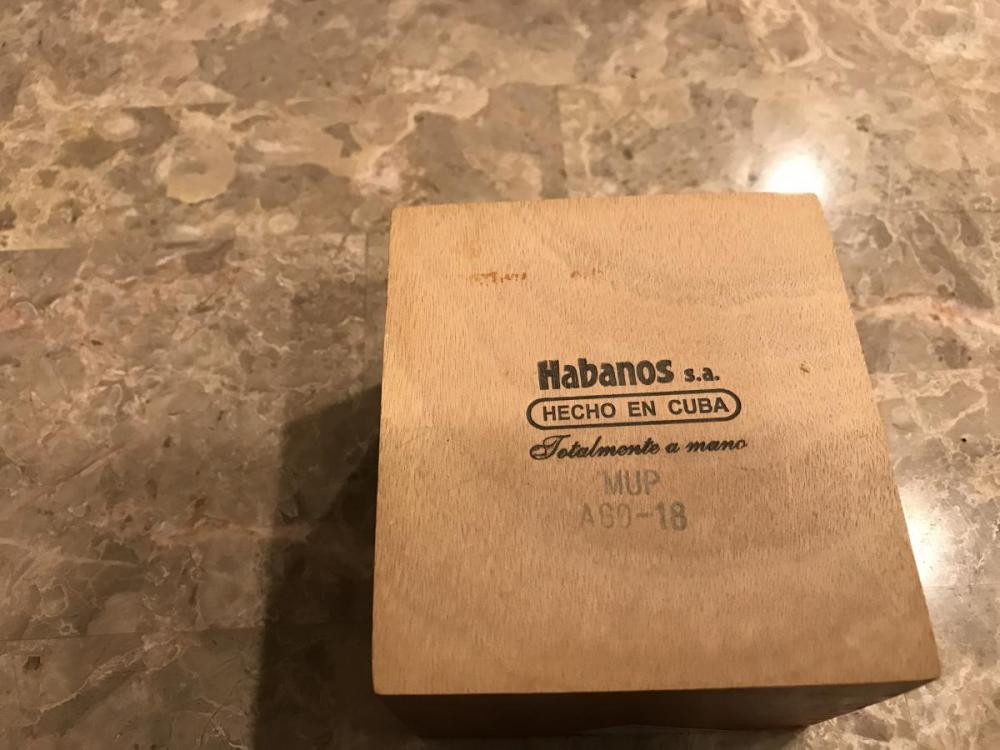 Habanos s.a.
HECHO EN CUBA
Totalmente a mano
MUP
AGO-18